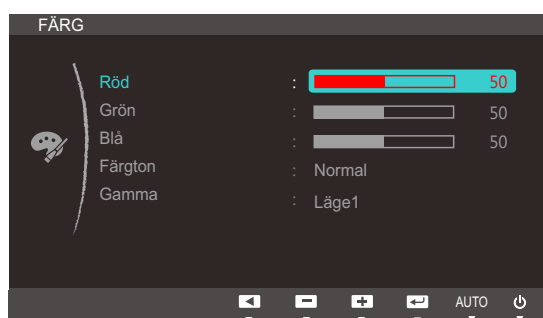 FÄRG
Röd : 50
Grön : 50
Blå : 50
Färgton : Normal
Gamma : Läge1
AUTO